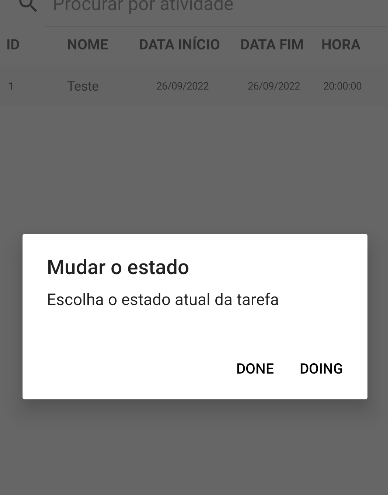 Procurar por atividade
ID NOME DATA INÍCIO DATA FIM HORA
1 Teste 26/09/2022 26/09/2022 20:00:00
Mudar o estado
Escolha o estado atual da tarefa
DONE DOING